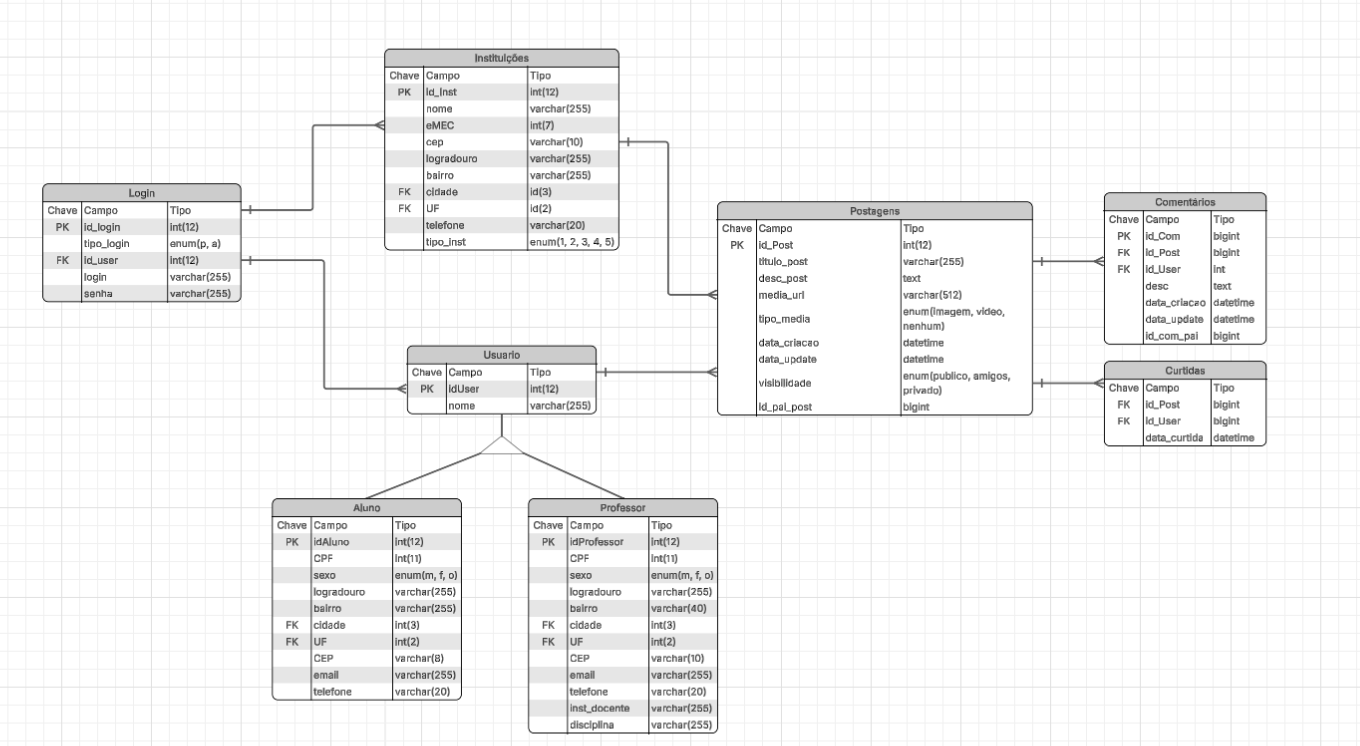 Instituições
Chave Campo Tipo
PK id_inst int(12)
nome varchar(255)
eMEC int(7)
cep varchar(10)
logradouro varchar(255)
bairro varchar(255)
FK cidade id(3)
FK UF id(2)
telefone varchar(20)
tipo_inst enum(1, 2, 3, 4, 5)
Login
Chave Campo Tipo
PK id_login int(12)
tipo_login enum(p, a)
FK id_user int(12)
login varchar(255)
senha varchar(255)
Postagens
Chave Campo Tipo
PK id_Post int(12)
titulo_post varchar(255)
desc_post text
media_url varchar(512)
tipo_media enum(imagem, video,
nenhum)
data_criacao datetime
data_update datetime
visibilidade enum(publico, amigos,
privado)
id_pai_post bigint
Comentários
Chave Campo Tipo
PK id_Com bigint
FK id_Post bigint
FK id_User int
desc text
data_criacao datetime
data_update datetime
id_com_pai bigint
Curtidas
Chave Campo Tipo
FK id_Post bigint
FK id_User bigint
data_curtida datetime
Usuario
Chave Campo Tipo
PK idUser int(12)
nome varchar(255)
Aluno
Chave Campo Tipo
PK idAluno int(12)
CPF int(11)
sexo enum(m, f, o)
logradouro varchar(255)
bairro varchar(255)
FK cidade int(3)
FK UF int(2)
CEP varchar(8)
email varchar(255)
telefone varchar(20)
Professor
Chave Campo Tipo
PK idProfessor int(12)
CPF int(11)
sexo enum(m, f, o)
logradouro varchar(255)
bairro varchar(40)
FK cidade int(3)
FK UF int(2)
CEP varchar(10)
email varchar(255)
telefone varchar(20)
inst_docente varchar(255)
disciplina varchar(255)